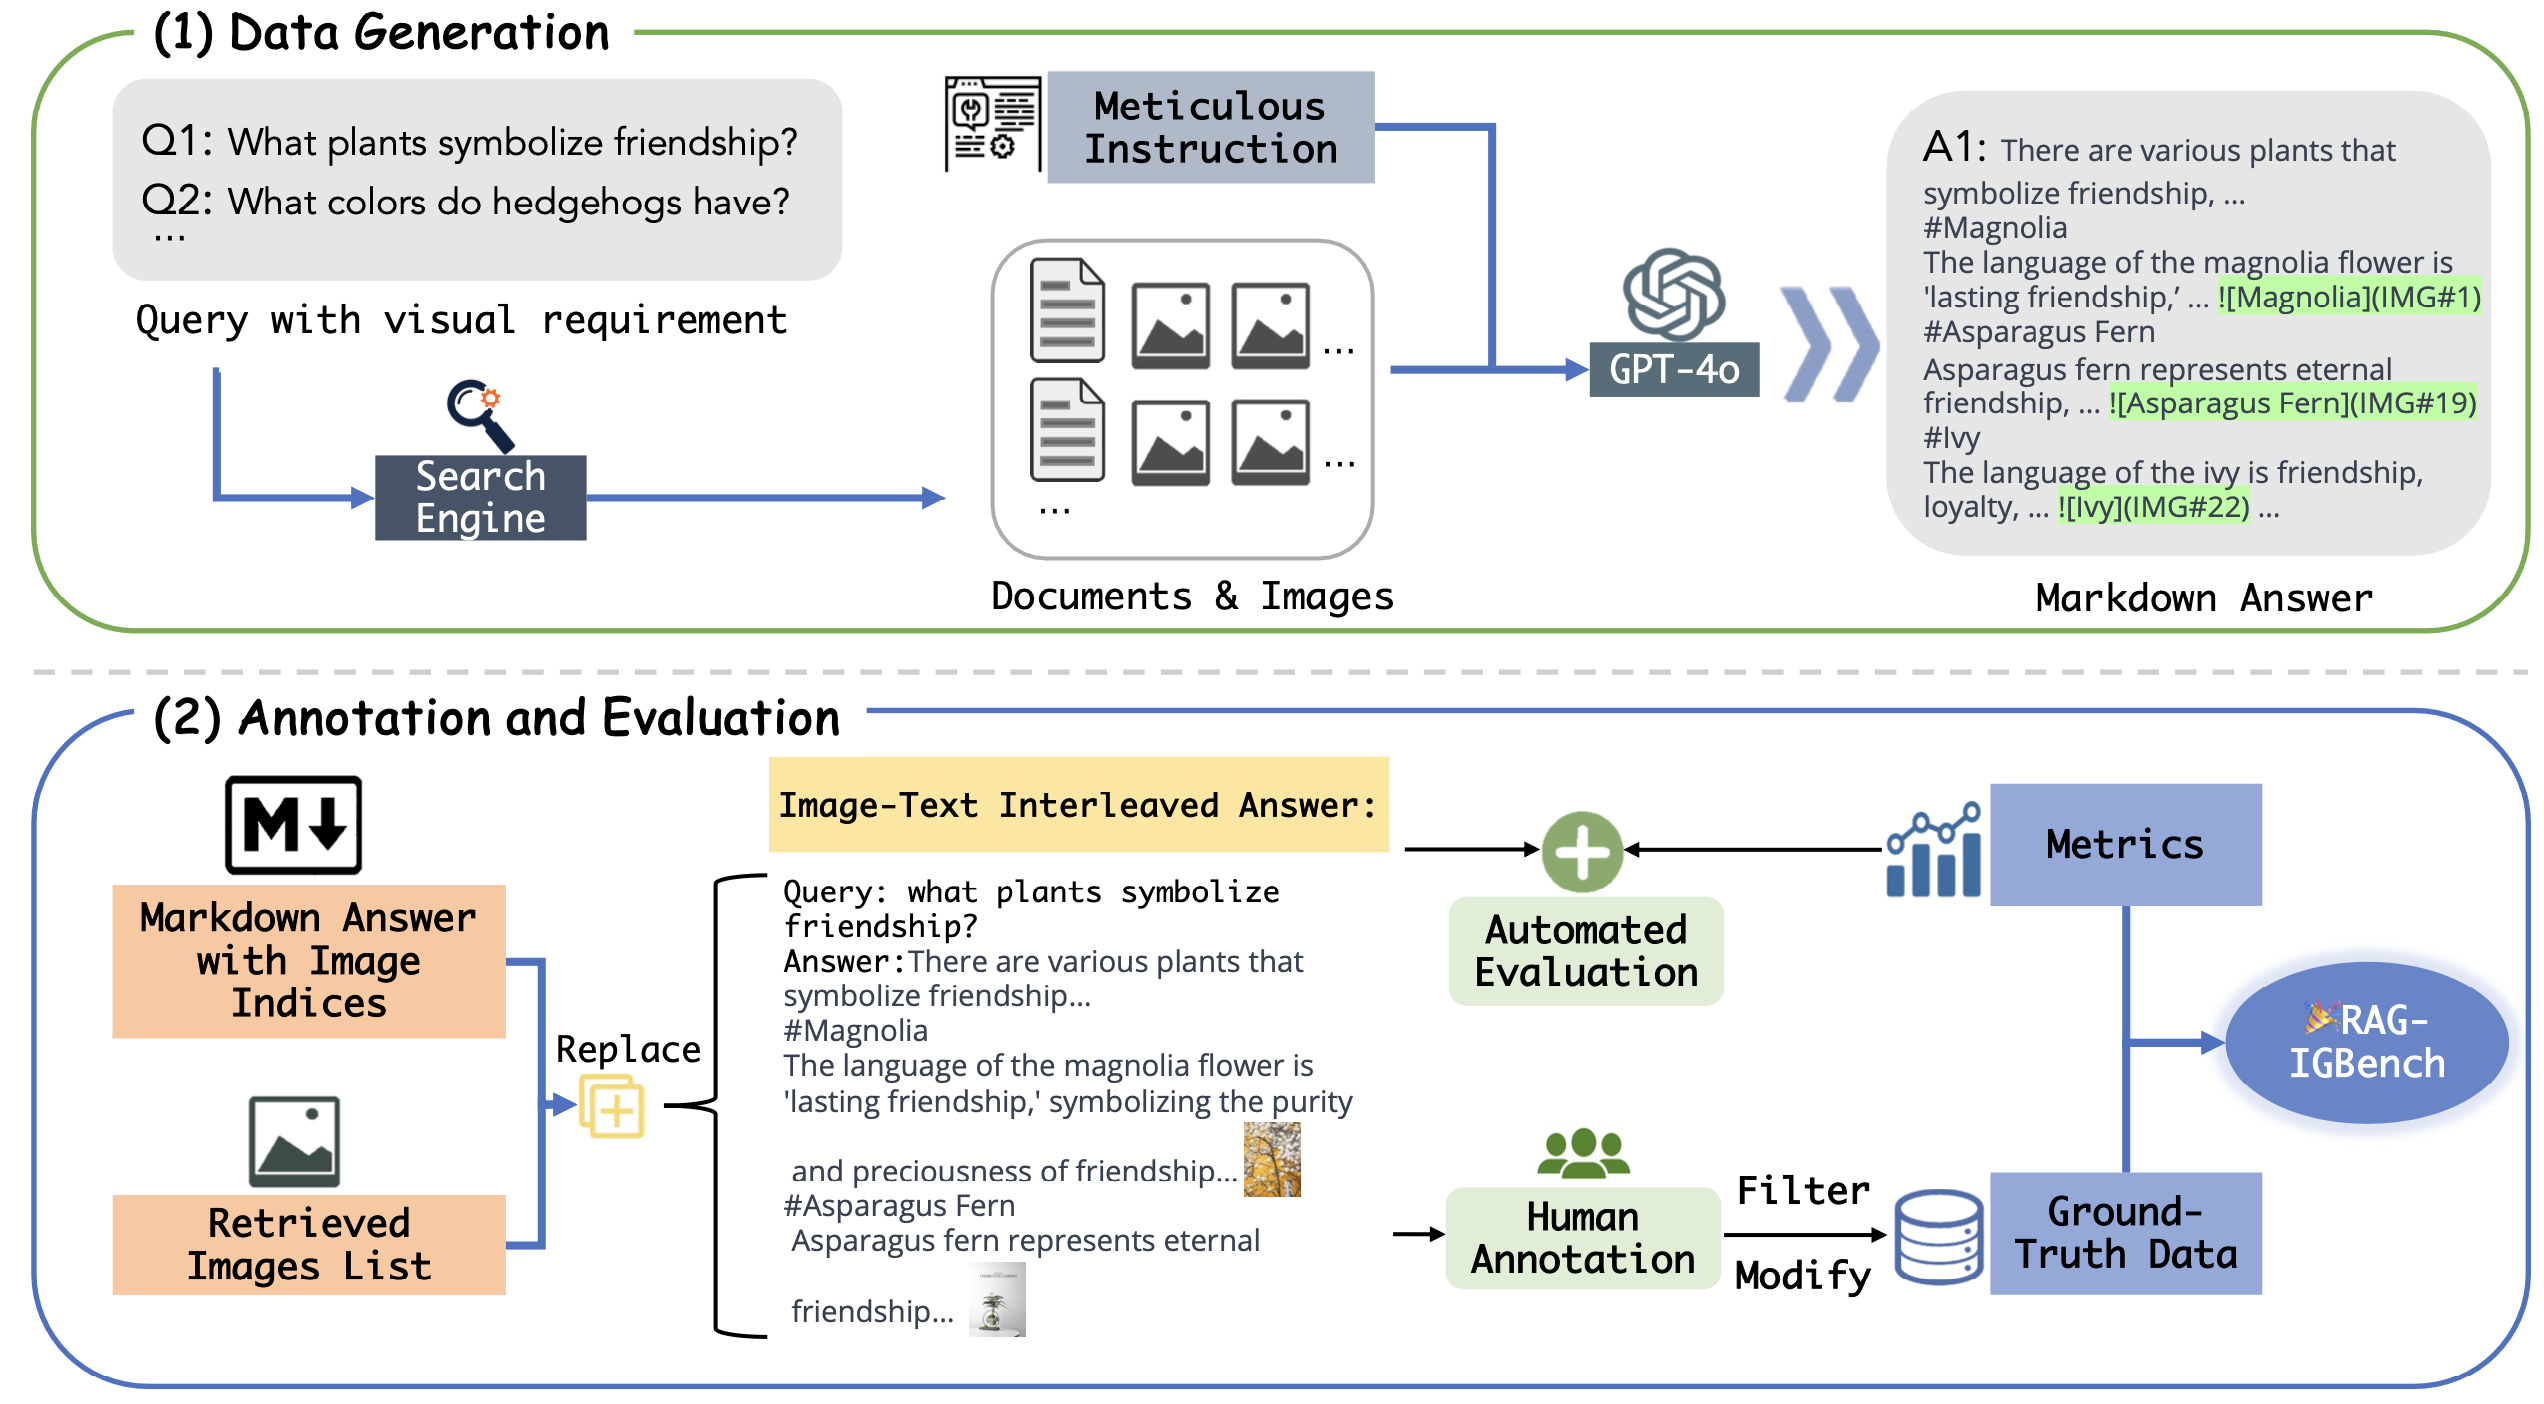 (1) Data Generation
Q1: What plants symbolize friendship?
Q2: What colors do hedgehogs have?
...
Query with visual requirement
Search
Engine
Meticulous
Instruction
...
...
...
Documents & Images
GPT-4o
A1: There are various plants that
symbolize friendship, ...
#Magnolia
The language of the magnolia flower is
'lasting friendship,’ ... ![Magnolia](IMG#1)
#Asparagus Fern
Asparagus fern represents eternal
friendship, ... ![Asparagus Fern](IMG#19)
#Ivy
The language of the ivy is friendship,
loyalty, ... ![Ivy](IMG#22) ...
Markdown Answer
(2) Annotation and Evaluation
M
Markdown Answer
with Image
Indices
Retrieved
Images List
Replace
Image-Text Interleaved Answer:
Query: what plants symbolize
friendship?
Answer:There are various plants that
symbolize friendship...
#Magnolia
The language of the magnolia flower is
'lasting friendship,' symbolizing the purity
and preciousness of friendship...
#Asparagus Fern
Asparagus fern represents eternal
friendship...
Automated
Evaluation
Metrics
Human
Annotation
Filter
Modify
Ground-
Truth Data
RAG-
IGBench